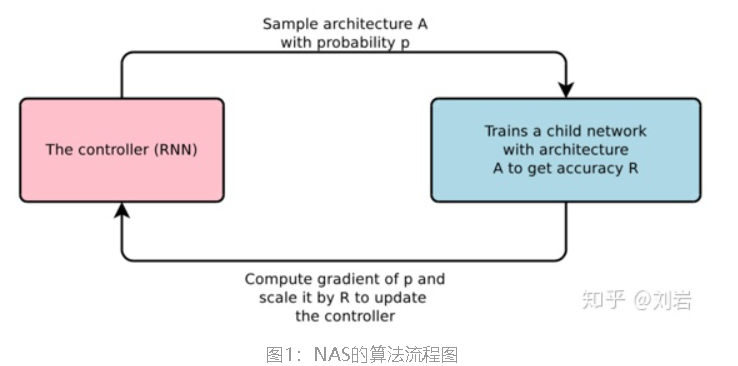 Sample architecture A
with probability p
The controller (RNN)
Trains a child network
with architecture
A to get accuracy R
Compute gradient of p and
scale it by R to update
the controller
知乎 @刘岩
图1：NAS的算法流程图